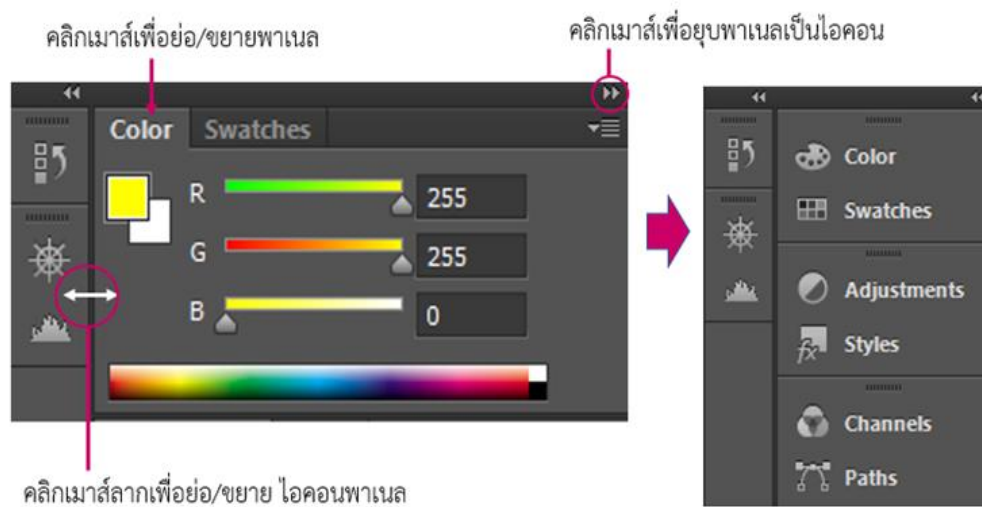 คลิกเมาส์เพื่อย่อ/ขยายพาเนล
คลิกเมาส์เพื่อยุบพาเนลเป็นไอคอน
Color Swatches
R 255
G 255
B 0
Color
Swatches
Adjustments
fx Styles
Channels
Paths
คลิกเมาส์ลากเพื่อย่อ/ขยาย ไอคอนพาเนล